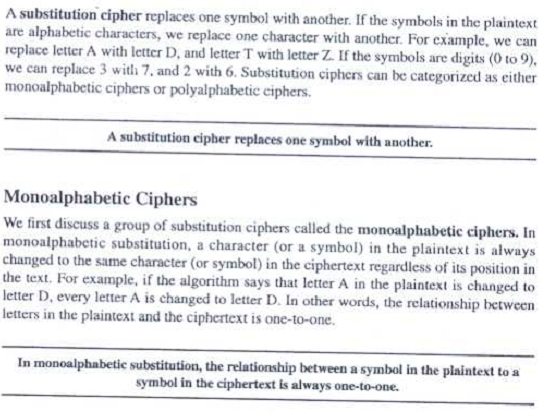 A substitution cipher replaces one symbol with another. If the symbols in the plaintext
are alphabetic characters, we replace one character with another. For example, we can
replace letter A with letter D, and letter T with letter Z. If the symbols are digits (0 to 9),
we can replace 3 with 7, and 2 with 6. Substitution ciphers can be categorized as either
monoalphabetic ciphers or polyalphabetic ciphers.
A substitution cipher replaces one symbol with another.
Monoalphabetic Ciphers
We first discuss a group of substitution ciphers called the monoalphabetic ciphers. In
monoalphabetic substitution, a character (or a symbol) in the plaintext is always
changed to the same character (or symbol) in the ciphertext regardless of its position in
the text. For example, if the algorithm says that letter A in the plaintext is changed to
letter D, every letter A is changed to letter D. In other words, the relationship between
letters in the plaintext and the ciphertext is one-to-one.
In monoalphabetic substitution, the relationship between a symbol in the plaintext to a
symbol in the ciphertext is always one-to-one.